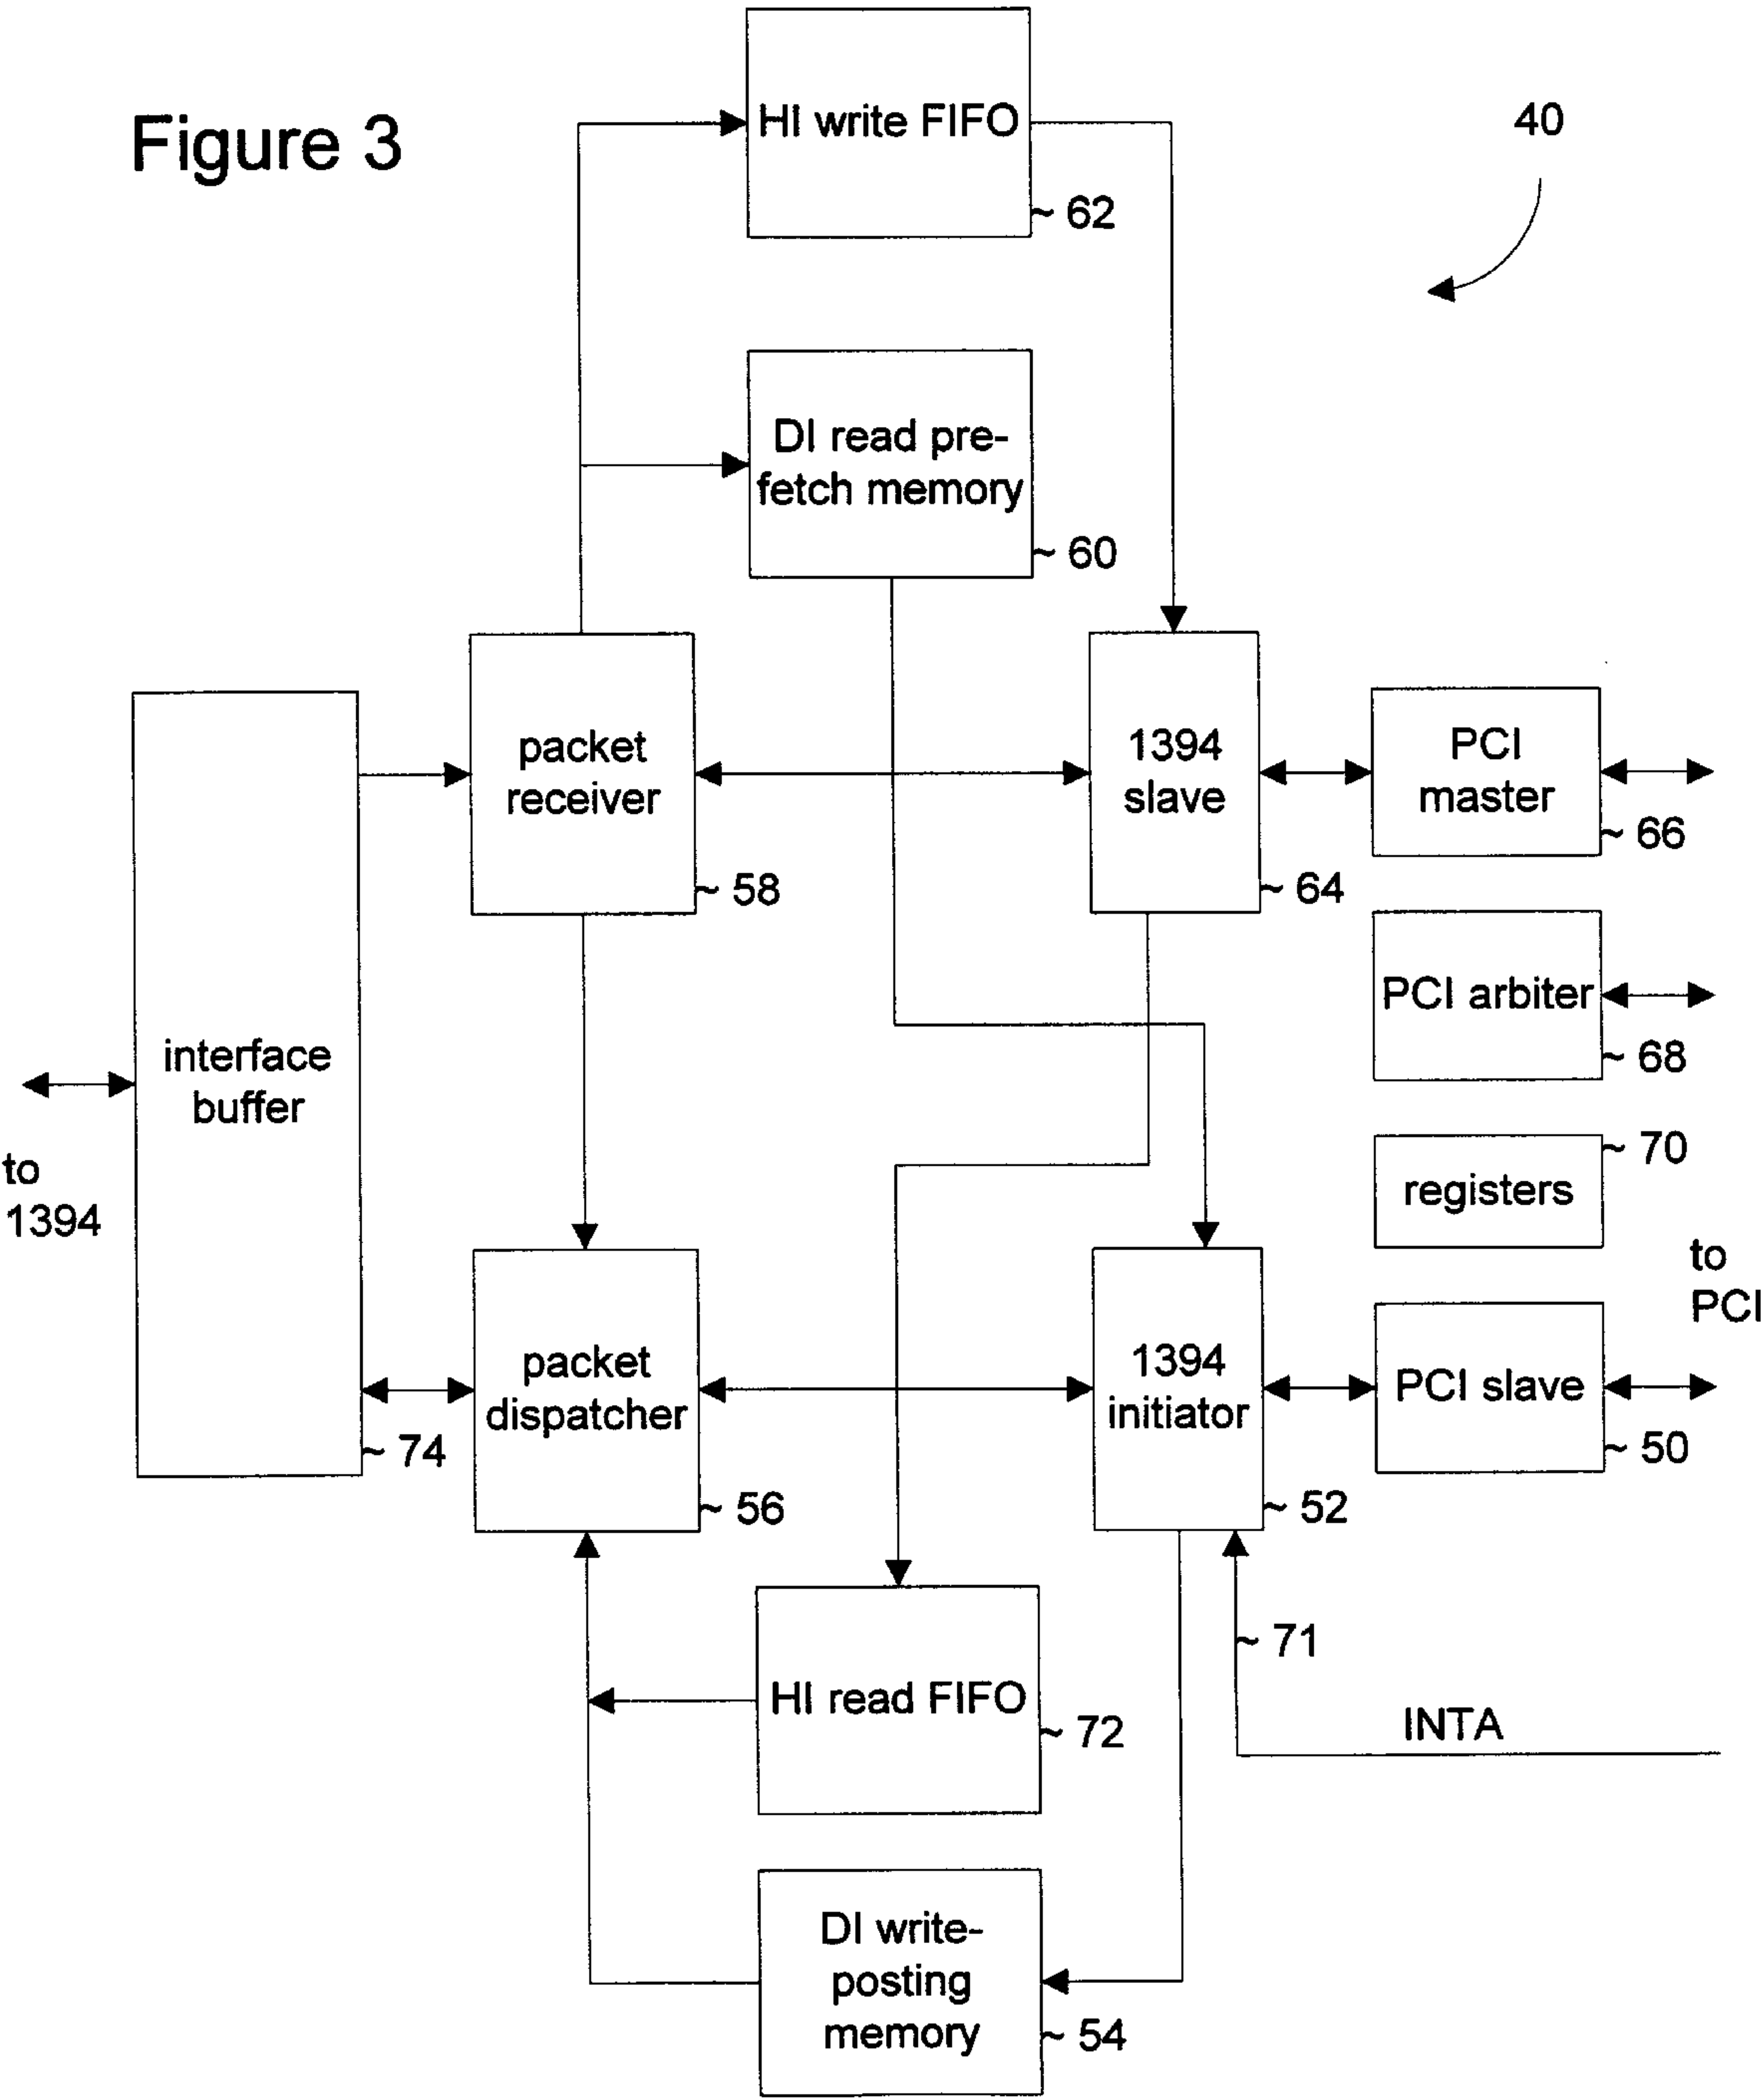 Figure 3
HI write FIFO
62
40
DI read pre-
fetch memory
60
packet
receiver
58
1394
slave
64
PCI
master
66
PCI arbiter
68
interface
buffer
74
to
1394
70
registers
to
PCI
packet
dispatcher
56
1394
initiator
52
PCI slave
50
HI read FIFO
72
71
INTA
DI write-
posting
memory
54